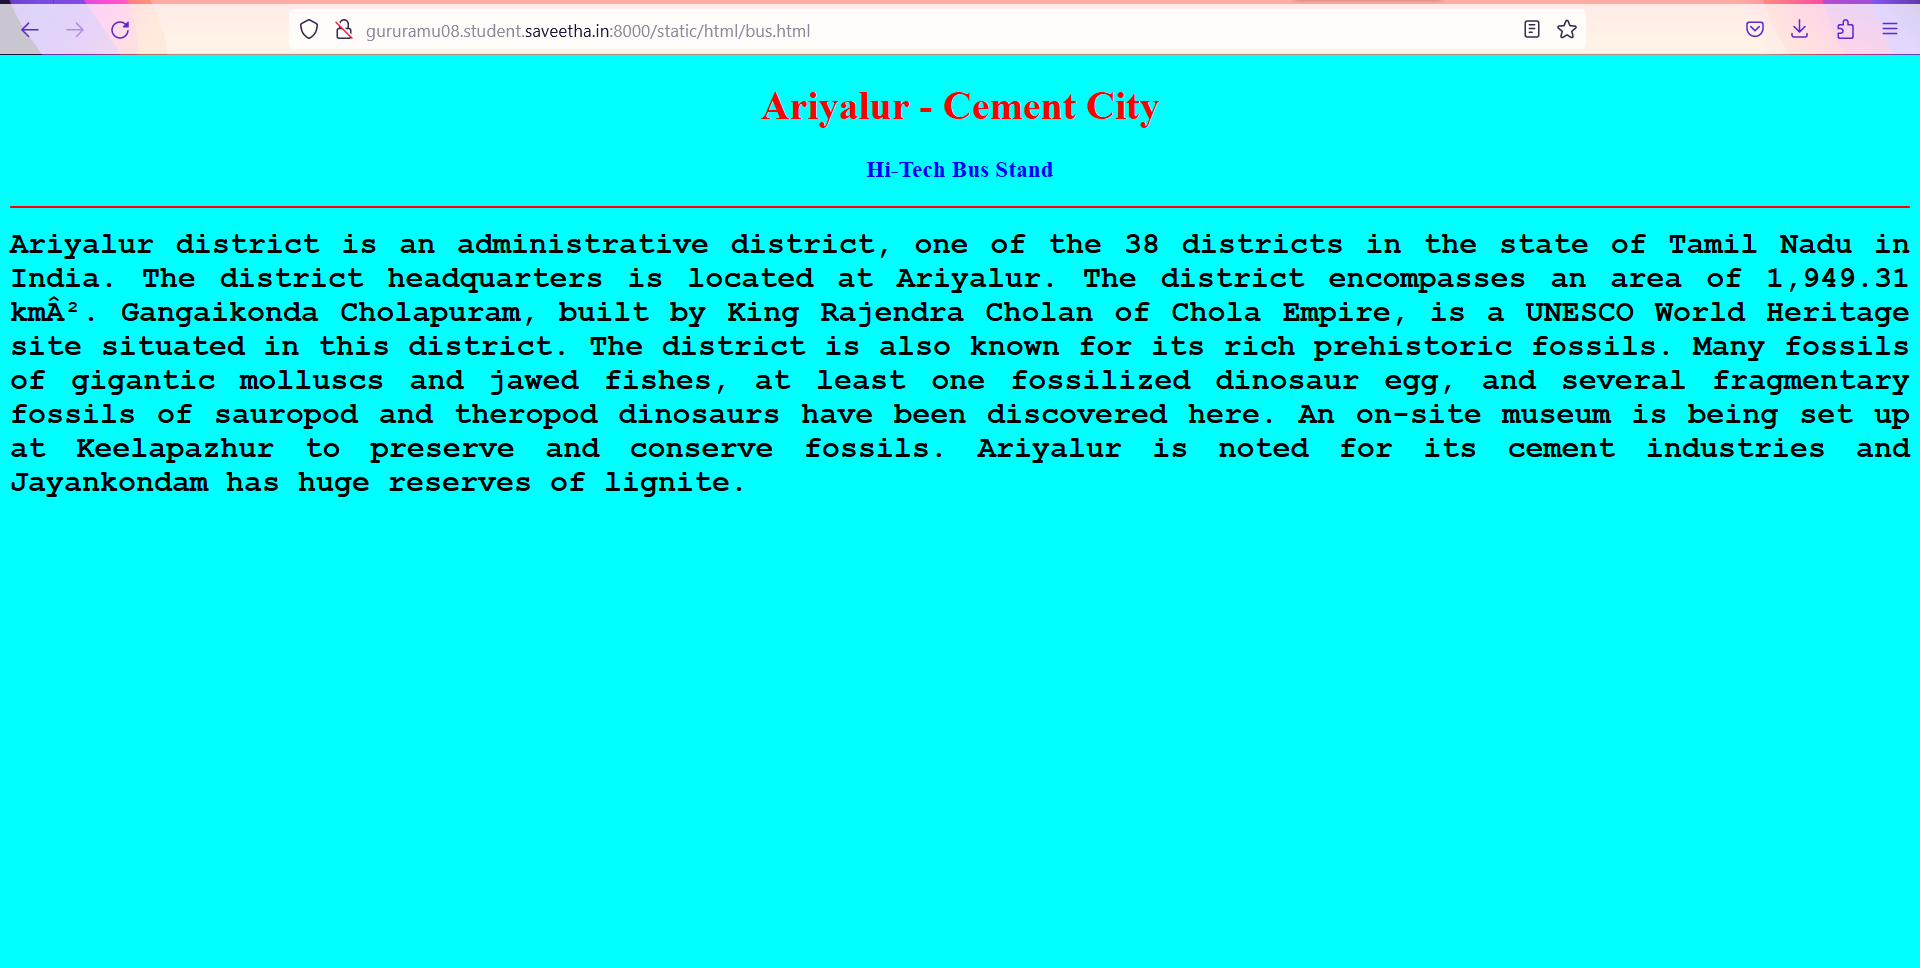 gururamu08.student.saveetha.in:8000/static/html/bus.html
Ariyalur - Cement City
Hi-Tech Bus Stand
Ariyalur district is an administrative district, one of the 38 districts in the state of Tamil Nadu in
India. The district headquarters is located at Ariyalur. The district encompasses an area of 1,949.31
kmÂ². Gangaikonda Cholapuram, built by King Rajendra Cholan of Chola Empire, is a UNESCO World Heritage
site situated in this district. The district is also known for its rich prehistoric fossils. Many fossils
of gigantic molluscs and jawed fishes, at least one fossilized dinosaur egg, and several fragmentary
fossils of sauropod and theropod dinosaurs have been discovered here. An on-site museum is being set up
at Keelapazhur to preserve and conserve fossils. Ariyalur is noted for its cement industries and
Jayankondam has huge reserves of lignite.